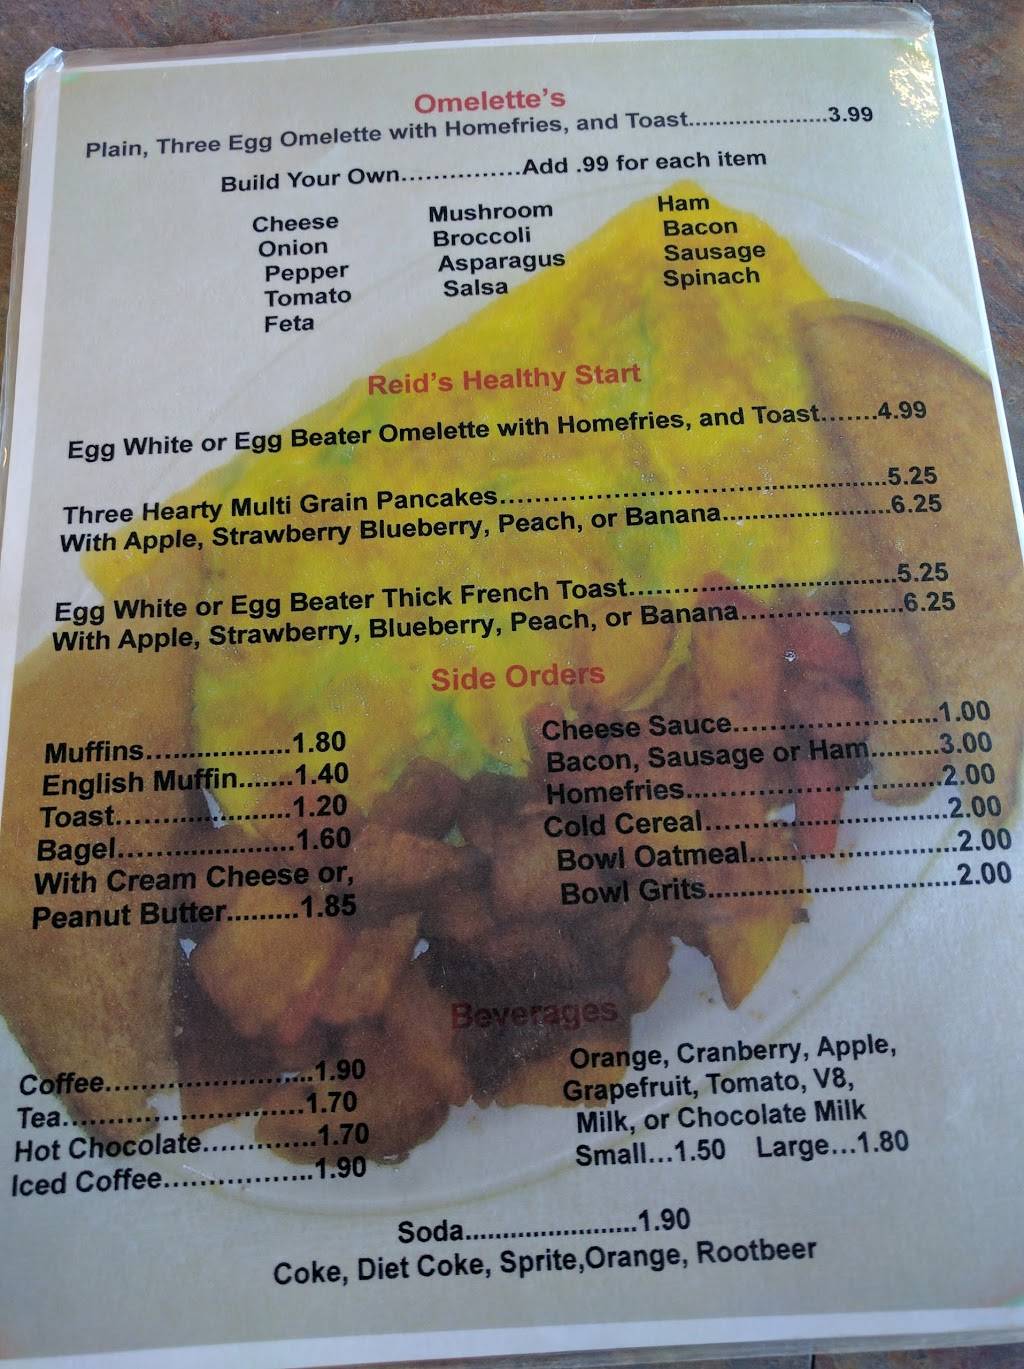 Omelette's
Plain, Three Egg Omelette with Homefries, and Toast......................3.99
Build Your Own...............Add .99 for each item
Cheese Mushroom Ham
Onion Broccoli Bacon
Pepper Asparagus Sausage
Tomato Salsa Spinach
Feta
Reid's Healthy Start
Egg White or Egg Beater Omelette with Homefries, and Toast.......4.99
Three Hearty Multi Grain Pancakes....................................................5.25
With Apple, Strawberry Blueberry, Peach, or Banana.......................6.25
Egg White or Egg Beater Thick French Toast....................................5.25
With Apple, Strawberry, Blueberry, Peach, or Banana......................6.25
Side Orders
Muffins..................1.80
English Muffin.......1.40
Toast......................1.20
Bagel......................1.60
With Cream Cheese or,
Peanut Butter.........1.85
Cheese Sauce.........................1.00
Bacon, Sausage or Ham.........3.00
Homefries................................2.00
Cold Cereal..............................2.00
Bowl Oatmeal..........................2.00
Bowl Grits................................2.00
Beverages
Coffee..........................1.90
Tea...............................1.70
Hot Chocolate..............1.70
Iced Coffee...................1.90
Orange, Cranberry, Apple,
Grapefruit, Tomato, V8,
Milk, or Chocolate Milk
Small...1.50 Large...1.80
Soda.......................1.90
Coke, Diet Coke, Sprite,Orange, Rootbeer